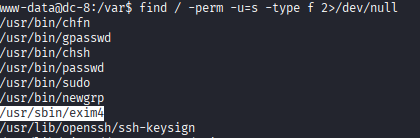 www-data@dc-8:/var$ find / -perm -u=s -type f 2>/dev/null
/usr/bin/chfn
/usr/bin/gpasswd
/usr/bin/chsh
/usr/bin/passwd
/usr/bin/sudo
/usr/bin/newgrp
/usr/sbin/exim4
/usr/lib/openssh/ssh-keysign